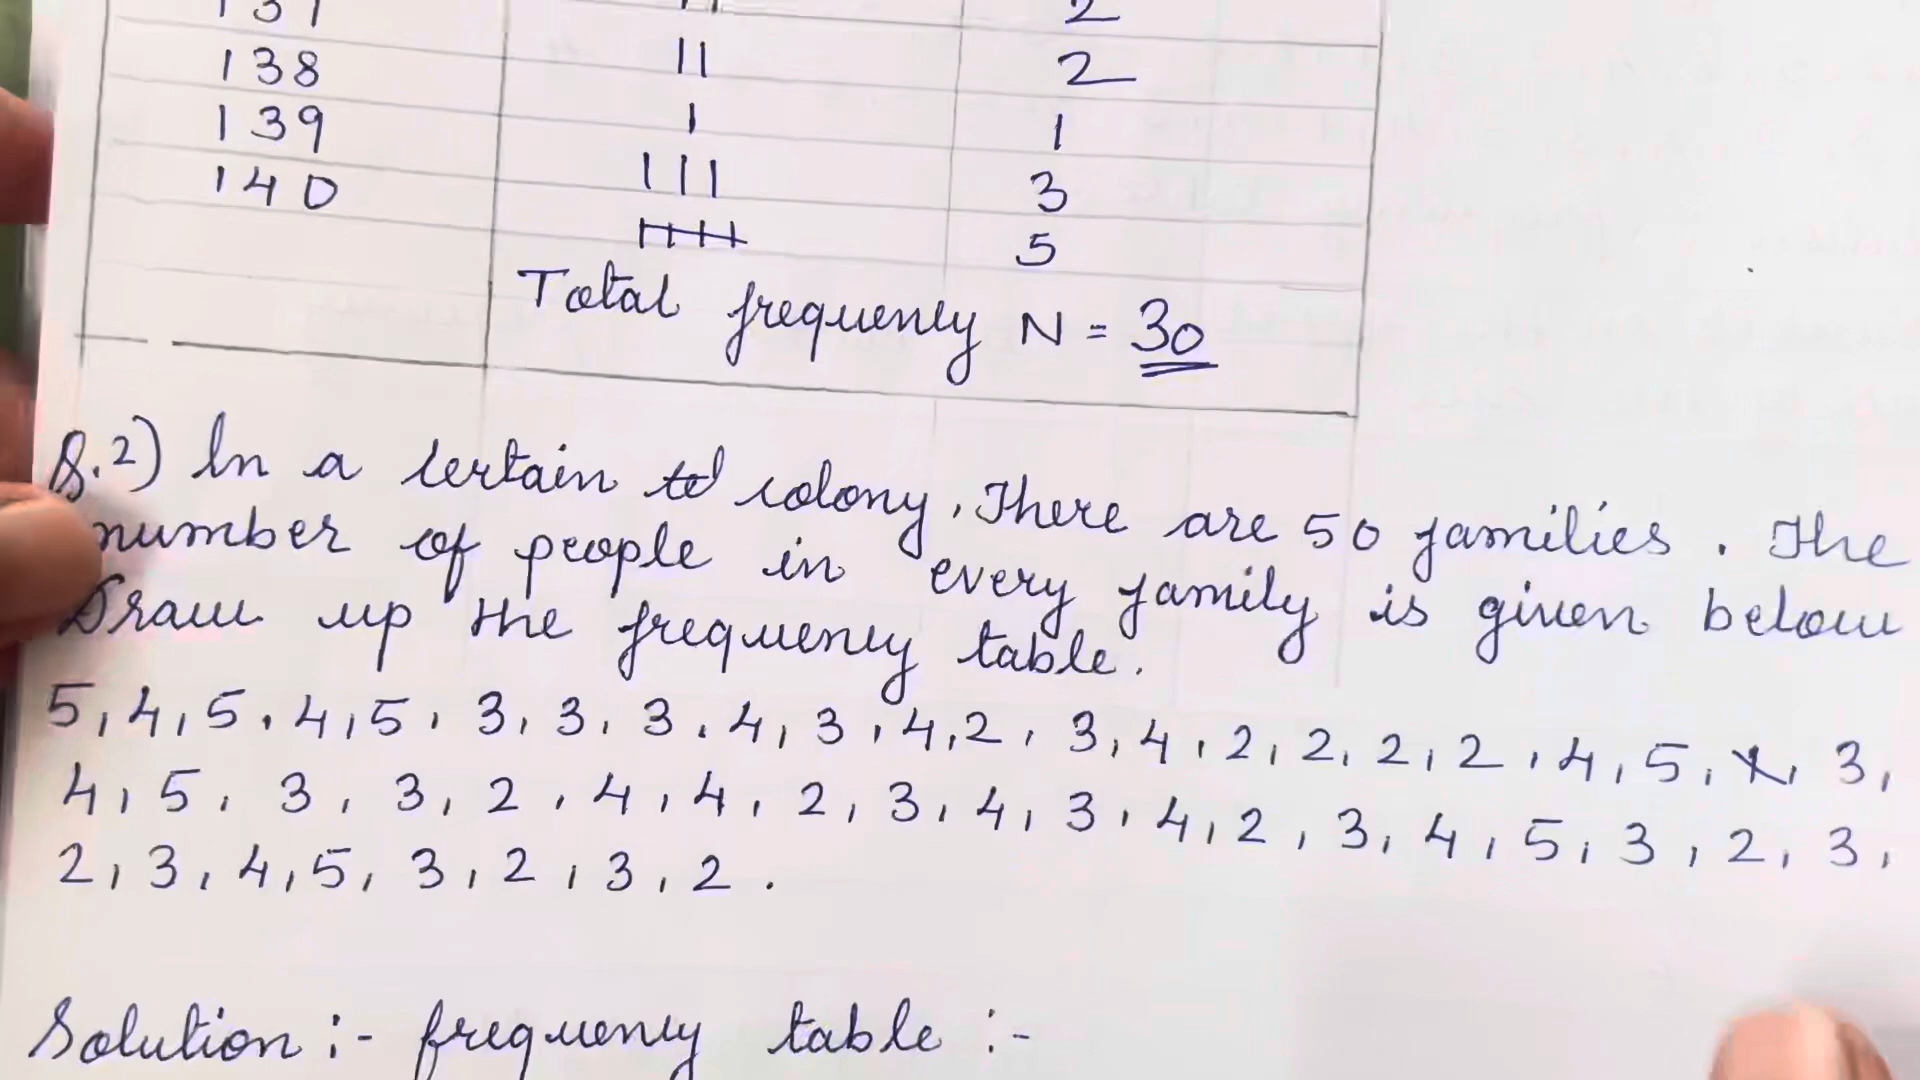 137 || 2
138 || 2
139 | 1
140 ||| 3
5
Total frequency N = 30
Q.2) In a certain colony, There are 50 families. The
number of people in every family is given below
Draw up the frequency table.
5, 4, 5, 4, 5, 3, 3, 3, 4, 3, 4, 2, 3, 4, 2, 2, 2, 2, 4, 5, 3,
4, 5, 3, 3, 2, 4, 4, 2, 3, 4, 3, 4, 2, 3, 4, 5, 3, 2, 3,
2, 3, 4, 5, 3, 2, 3, 2.
Solution :- frequency table :-